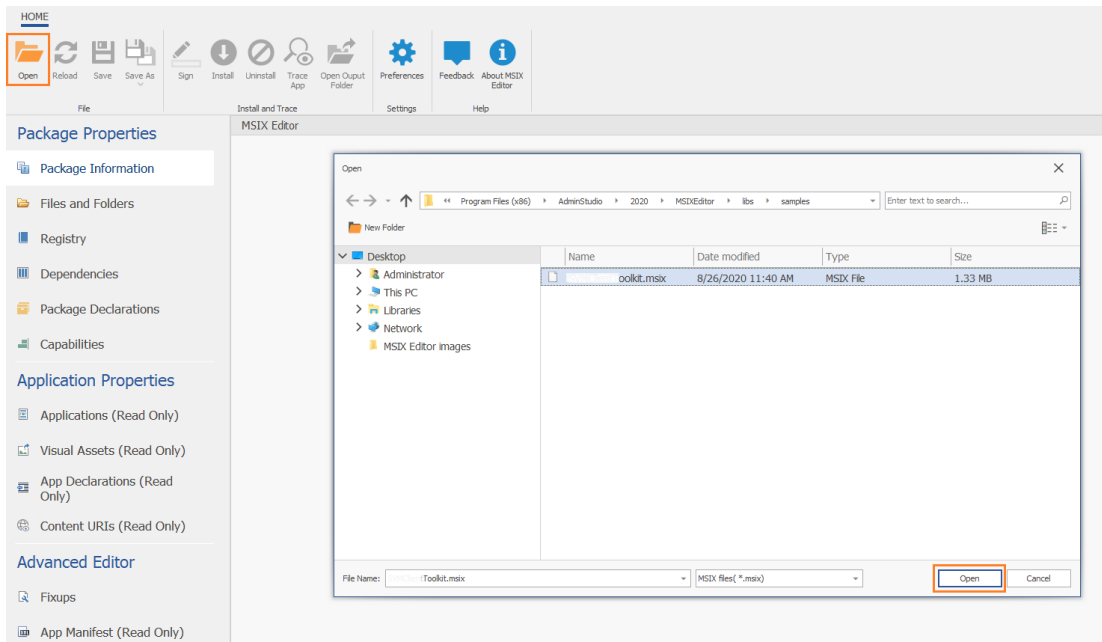 HOME
Open Reload Save Save As Sign Install Uninstall Trace App Open Ouput Folder Preferences Feedback About MSIX Editor
File Install and Trace Settings Help
Package Properties
Package Information
Files and Folders
Registry
Dependencies
Package Declarations
Capabilities
Application Properties
Applications (Read Only)
Visual Assets (Read Only)
App Declarations (Read
Only)
Content URIs (Read Only)
Advanced Editor
Fixups
App Manifest (Read Only)
MSIX Editor
Open
Program Files (x86) AdminStudio 2020 MSIXEditor libs samples Enter text to search...
New Folder
Desktop
Administrator
This PC
Libraries
Network
MSIX Editor images
Name Date modified Type Size
oolkit.msix 8/26/2020 11:40 AM MSIX File 1.33 MB
File Name: Toolkit.msix MSIX files( *.msix) Open Cancel